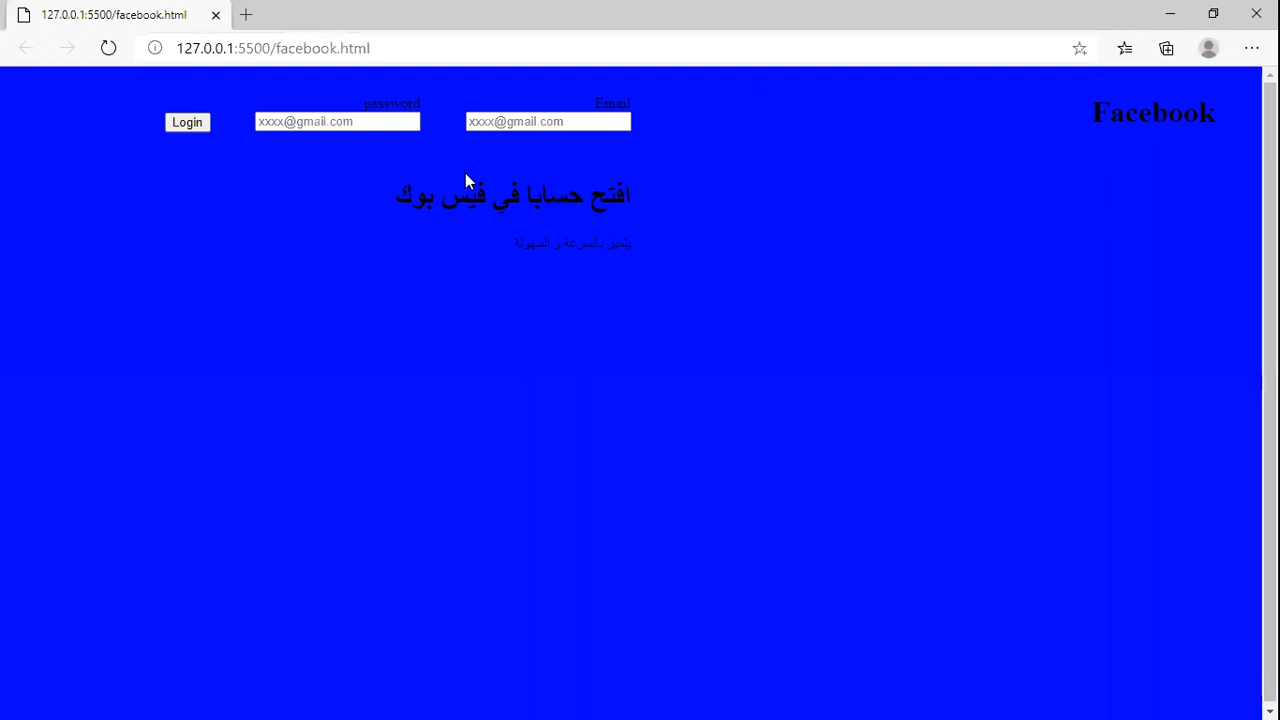 127.0.0.1:5500/facebook.html
127.0.0.1:5500/facebook.html
Facebook
Email
password
xxxx@gmail.com
xxxx@gmail.com
Login
افتح حسابا في فيس بوك
يتميز بالسرعة و السهولة